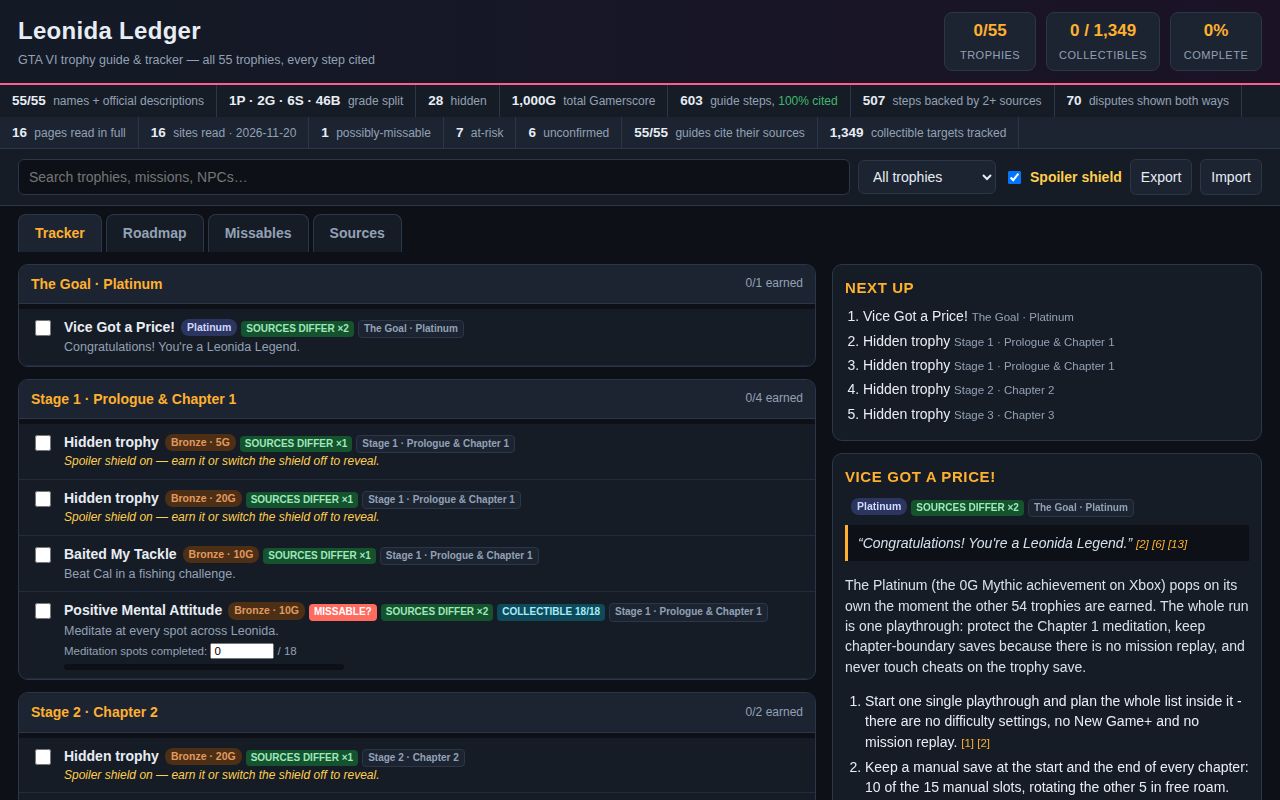 Leonida Ledger
GTA VI trophy guide & tracker — all 55 trophies, every step cited
0/55
TROPHIES
0 / 1,349
COLLECTIBLES
0%
COMPLETE
55/55 names + official descriptions
1P · 2G · 6S · 46B grade split
28 hidden
1,000G total Gamerscore
603 guide steps, 100% cited
507 steps backed by 2+ sources
70 disputes shown both ways
16 pages read in full
16 sites read · 2026-11-20
1 possibly-missable
7 at-risk
6 unconfirmed
55/55 guides cite their sources
1,349 collectible targets tracked
Search trophies, missions, NPCs…
All trophies
Spoiler shield
Export
Import
Tracker
Roadmap
Missables
Sources
The Goal · Platinum
0/1 earned
Vice Got a Price! Platinum SOURCES DIFFER ×2 The Goal · Platinum
Congratulations! You're a Leonida Legend.
Stage 1 · Prologue & Chapter 1
0/4 earned
Hidden trophy Bronze · 5G SOURCES DIFFER ×1 Stage 1 · Prologue & Chapter 1
Spoiler shield on — earn it or switch the shield off to reveal.
Hidden trophy Bronze · 20G SOURCES DIFFER ×1 Stage 1 · Prologue & Chapter 1
Spoiler shield on — earn it or switch the shield off to reveal.
Baited My Tackle Bronze · 10G SOURCES DIFFER ×1 Stage 1 · Prologue & Chapter 1
Beat Cal in a fishing challenge.
Positive Mental Attitude Bronze · 10G MISSABLE? SOURCES DIFFER ×2 COLLECTIBLE 18/18 Stage 1 · Prologue & Chapter 1
Meditate at every spot across Leonida.
Meditation spots completed: 0 / 18
Stage 2 · Chapter 2
0/2 earned
Hidden trophy Bronze · 20G SOURCES DIFFER ×1 Stage 2 · Chapter 2
Spoiler shield on — earn it or switch the shield off to reveal.
NEXT UP
1. Vice Got a Price! The Goal · Platinum
2. Hidden trophy Stage 1 · Prologue & Chapter 1
3. Hidden trophy Stage 1 · Prologue & Chapter 1
4. Hidden trophy Stage 2 · Chapter 2
5. Hidden trophy Stage 3 · Chapter 3
VICE GOT A PRICE!
Platinum SOURCES DIFFER ×2 The Goal · Platinum
“Congratulations! You're a Leonida Legend.” [2] [6] [13]
The Platinum (the 0G Mythic achievement on Xbox) pops on its
own the moment the other 54 trophies are earned. The whole run
is one playthrough: protect the Chapter 1 meditation, keep
chapter-boundary saves because there is no mission replay, and
never touch cheats on the trophy save.
1. Start one single playthrough and plan the whole list inside it -
there are no difficulty settings, no New Game+ and no
mission replay. [1] [2]
2. Keep a manual save at the start and the end of every chapter:
10 of the 15 manual slots, rotating the other 5 in free roam.